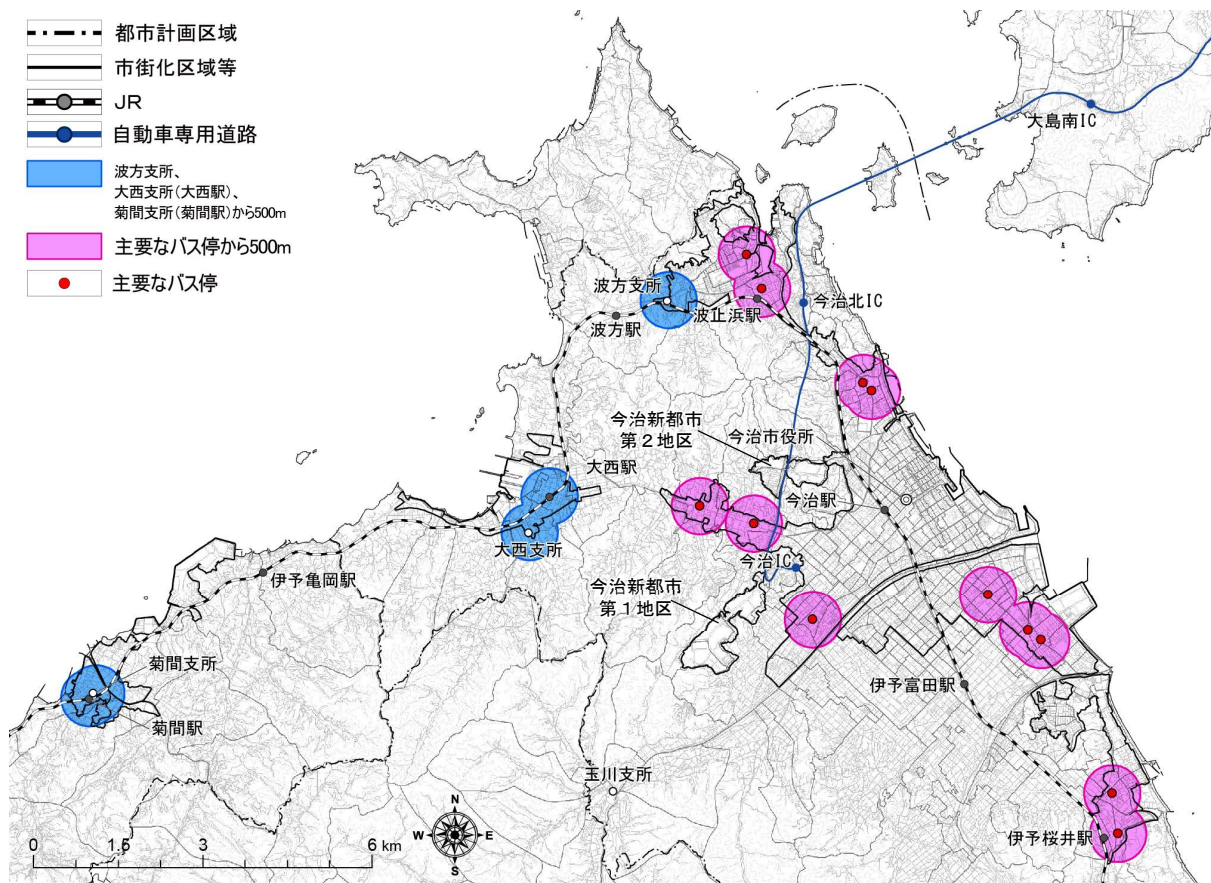 都市計画区域
市街化区域等
JR
自動車専用道路
波方支所、
大西支所(大西駅)、
菊間支所(菊間駅)から500m
主要なバス停から500m
主要なバス停
大島南IC
波方支所
波方駅
波止浜駅
今治北IC
今治新都市
第２地区
今治市役所
大西駅
今治駅
大西支所
今治IC
伊予亀岡駅
今治新都市
第１地区
菊間支所
伊予富田駅
菊間駅
玉川支所
伊予桜井駅
N
W
E
S
0 1.5 3 6 km